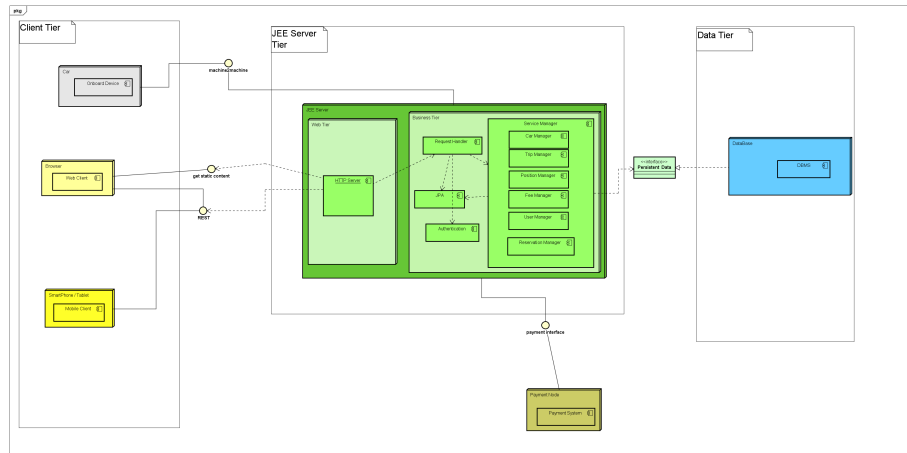 pkg
Client Tier
JEE Server
Tier
Data Tier
Car
Onboard Device
machine2machine
JEE Server
Web Tier
HTTP Server
Business Tier
Request Handler
JPA
Authentication
Service Manager
Car Manager
Trip Manager
Position Manager
Fee Manager
User Manager
Reservation Manager
Browser
Web Client
get static content
REST
SmartPhone / Tablet
Mobile Client
<<interface>>
Persistent Data
DataBase
DBMS
payment interface
Payment Node
Payment System